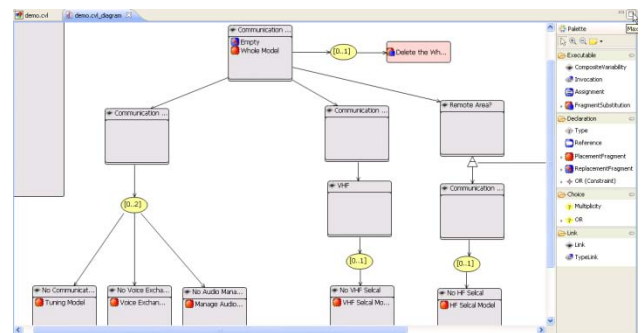 demo.cvl
demo.cvl_diagram
Communication ...
Empty
Whole Model
[0..1]
Delete the Wh...
Communication ...
Communication ...
Remote Area?
VHF
Communication ...
[0..2]
[0..1]
[0..1]
No Communicat...
Tuning Model
No Voice Excha...
Voice Exchan...
No Audio Mana...
Manage Audio...
No VHF Selcal
VHF Selcal Mo...
No HF Selcal
HF Selcal Model
Palette
Max
Executable
CompositeVariability
Invocation
Assignment
FragmentSubstitution
Declaration
Type
Reference
PlacementFragment
ReplacementFragment
OR (Constraint)
Choice
Multiplicity
OR
Link
Link
TypeLink